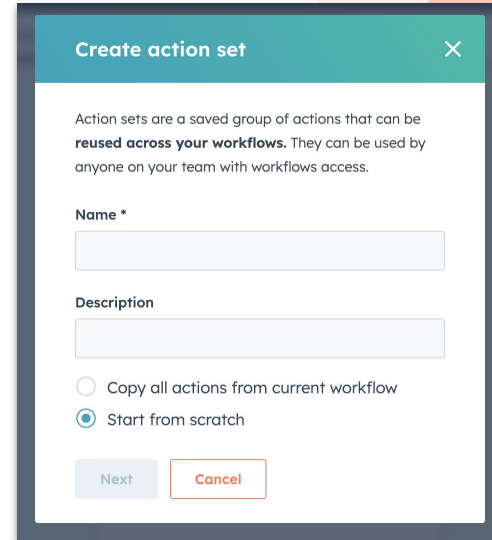 Create action set
Action sets are a saved group of actions that can be
reused across your workflows. They can be used by
anyone on your team with workflows access.
Name *
Description
Copy all actions from current workflow
Start from scratch
Next
Cancel